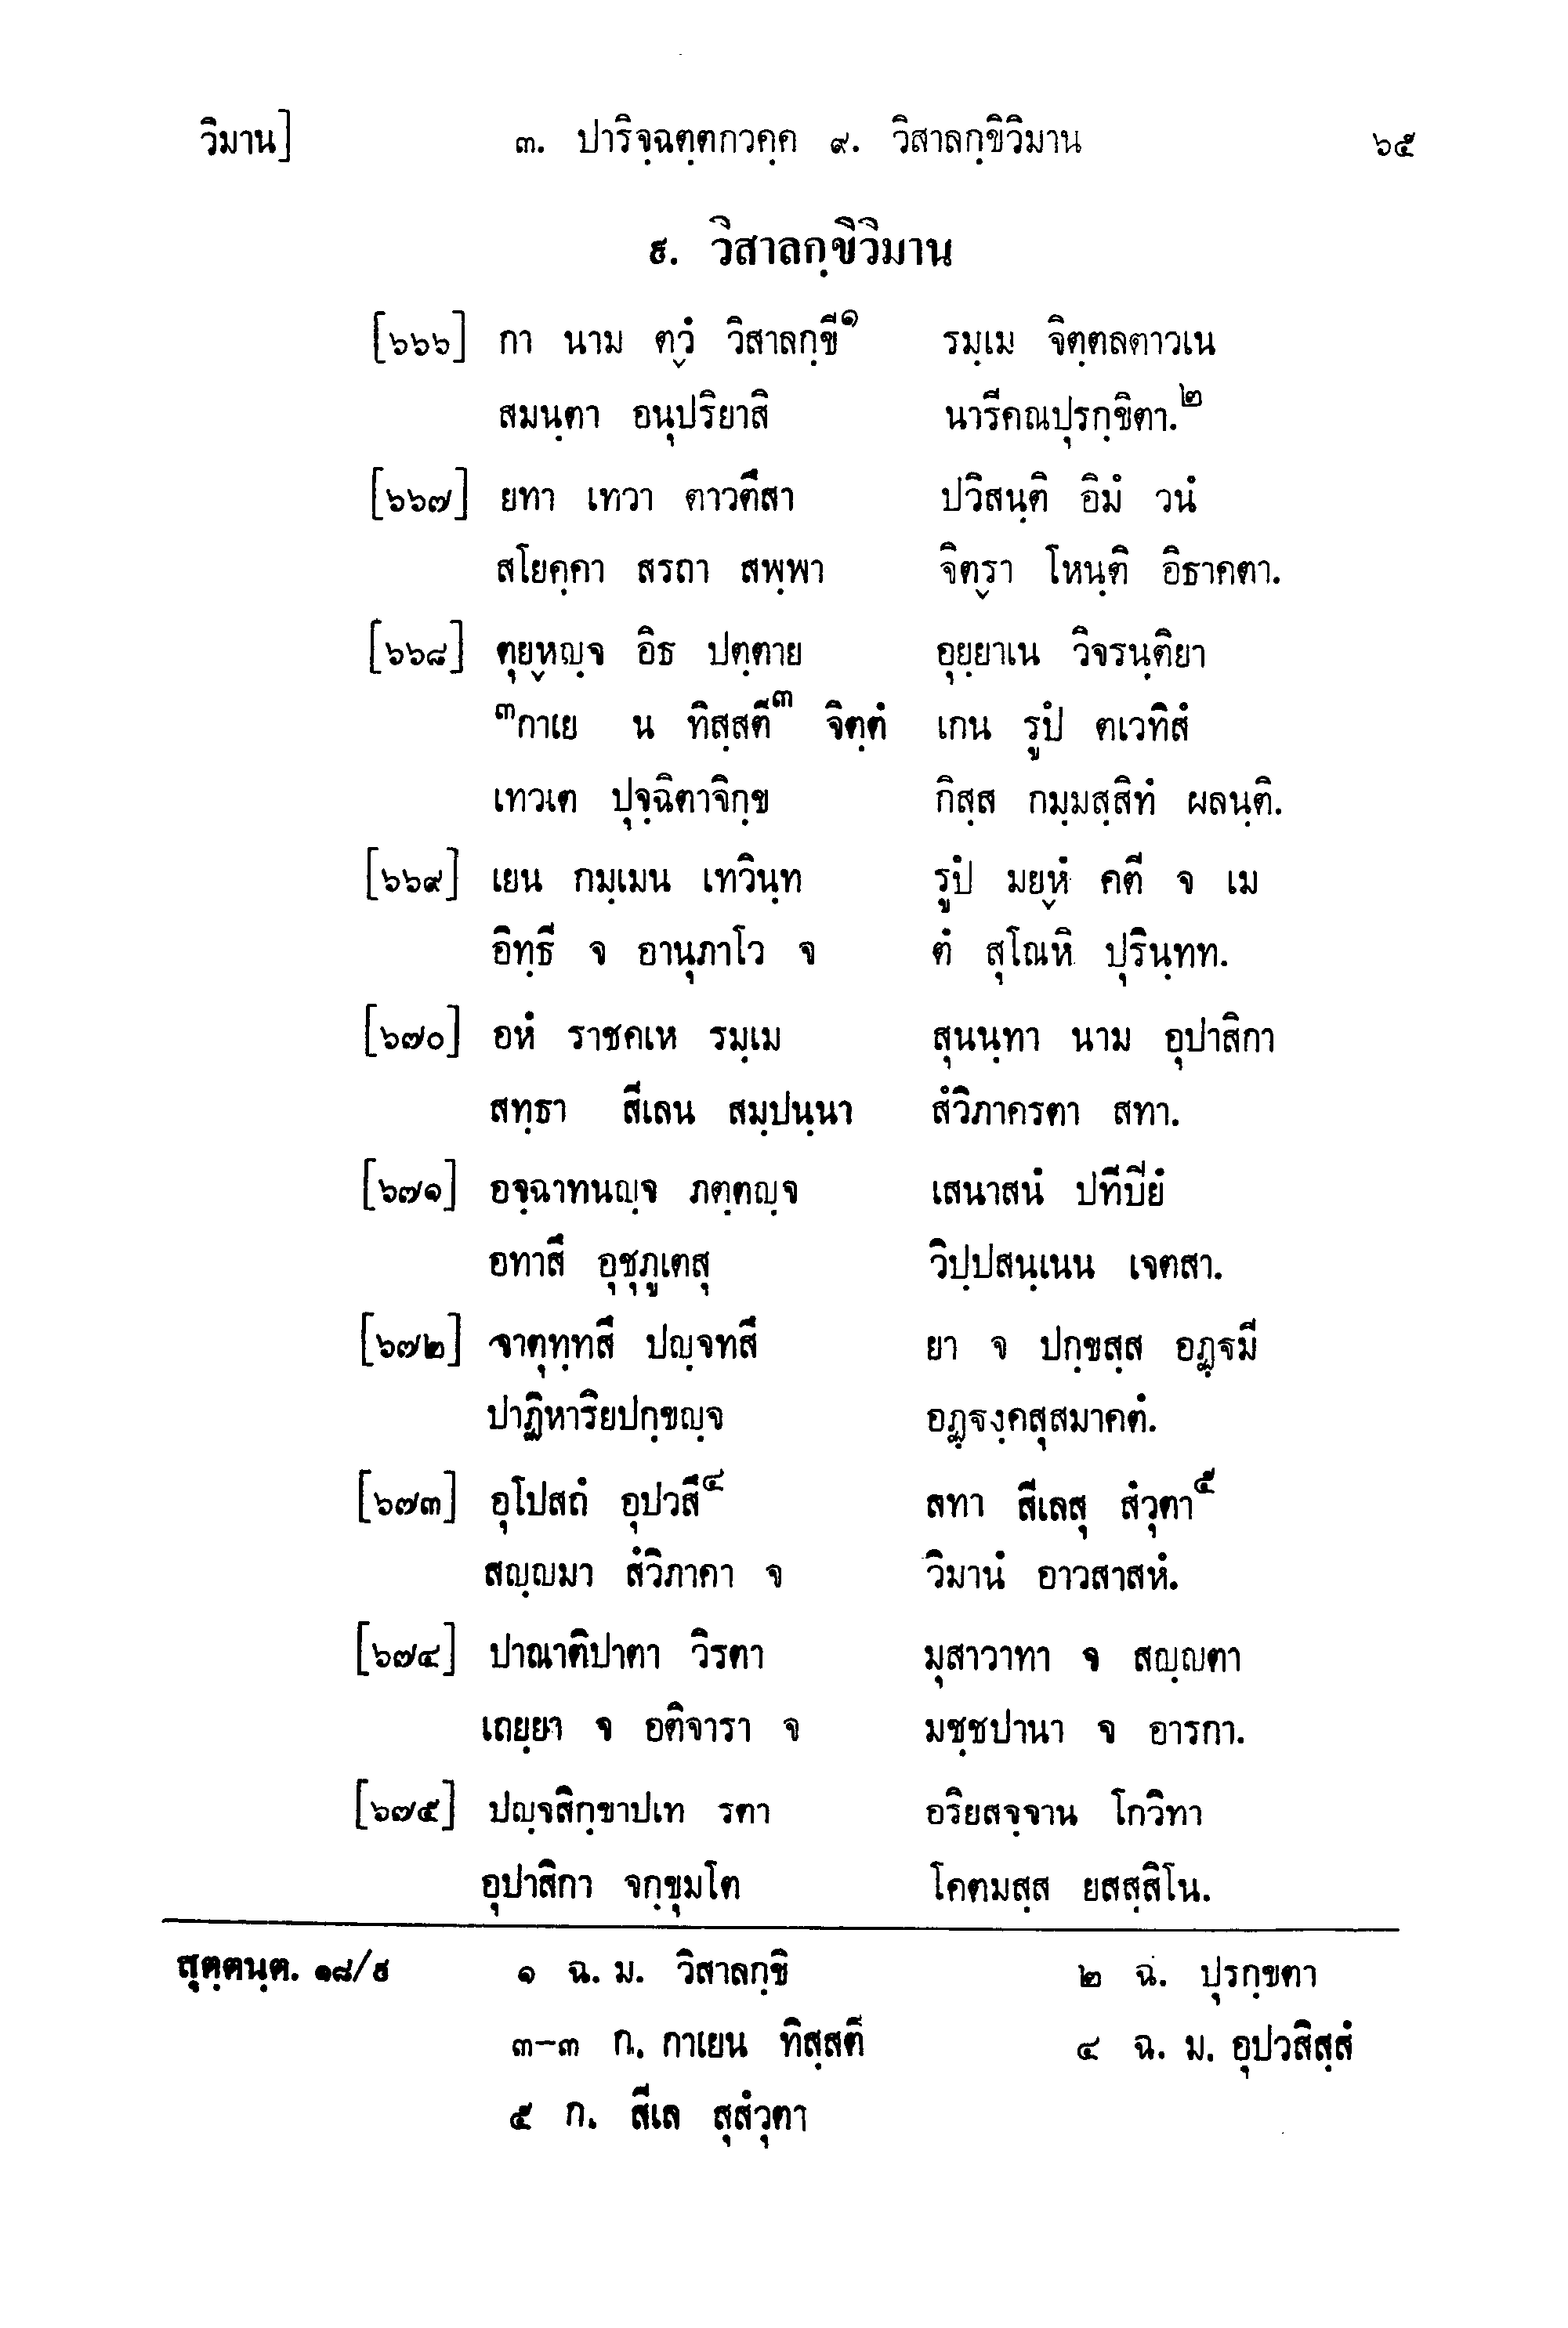 วิมาน] ๓. ปาริจฺฉตฺตกวคฺค ๙. วิสาลกฺขิวิมาน ๖๕
๙. วิสาลกฺขิวิมาน
[๖๖๖] กา นาม ตฺวํ วิสาลกฺขี๑ รมฺเม จิตฺตลตาวเน
สมนฺตา อนุปริยาสิ นารีคณปุรกฺขิตา.๒
[๖๖๗] ยทา เทวา ตาวตึสา ปวิสนฺติ อิมํ วนํ
สโยคฺคา สรถา สพฺพา จิตฺรา โหนฺติ อิธาคตา.
[๖๖๘] ตุยฺหญฺจ อิธ ปตฺตาย อุยฺยาเน วิจรนฺติยา
๓กาเย น ทิสฺสตี๓ จิตฺตํ เกน รูปํ ตเวทิสํ
เทวเต ปุจฺฉิตาจิกฺข กิสฺส กมฺมสฺสิทํ ผลนฺติ.
[๖๖๙] เยน กมฺเมน เทวินฺท รูปํ มยฺหํ คตี จ เม
อิทฺธี จ อานุภาโว จ ตํ สุโณหิ ปุรินฺทท.
[๖๗๐] อหํ ราชคเห รมฺเม สุนนฺทา นาม อุปาสิกา
สทฺธา สีเลน สมฺปนฺนา สํวิภาครตา สทา.
[๖๗๑] อจฺฉาทนญฺจ ภตฺตญฺจ เสนาสนํ ปทีปิยํ
อทาสึ อุชุภูเตสุ วิปฺปสนฺเนน เจตสา.
[๖๗๒] จาตุทฺทสึ ปญฺจทสึ ยา จ ปกฺขสฺส อฏฺฐมี
ปาฏิหาริยปกฺขญฺจ อฏฺฐงฺคสุสมาคตํ.
[๖๗๓] อุโปสถํ อุปวสึ๔ สทา สีเลสุ สํวุตา๕
สญฺญมา สํวิภาคา จ วิมานํ อาวสาสหํ.
[๖๗๔] ปาณาติปาตา วิรตา มุสาวาทา จ สญฺญตา
เถยฺยา จ อติจารา จ มชฺชปานา จ อารกา.
[๖๗๕] ปญฺจสิกฺขาปเท รตา อริยสจฺจาน โกวิทา
อุปาสิกา จกฺขุมโต โคตมสฺส ยสสฺสิโน.
สุตฺตนฺต. ๑๘/๙ ๑ ฉ. ม. วิสาลกฺขิ ๒ ฉ. ปุรกฺขตา
๓–๓ ก. กาเยน ทิสฺสตี ๔ ฉ. ม. อุปวสิสฺสํ
๕ ก. สีเล สุสํวุตา